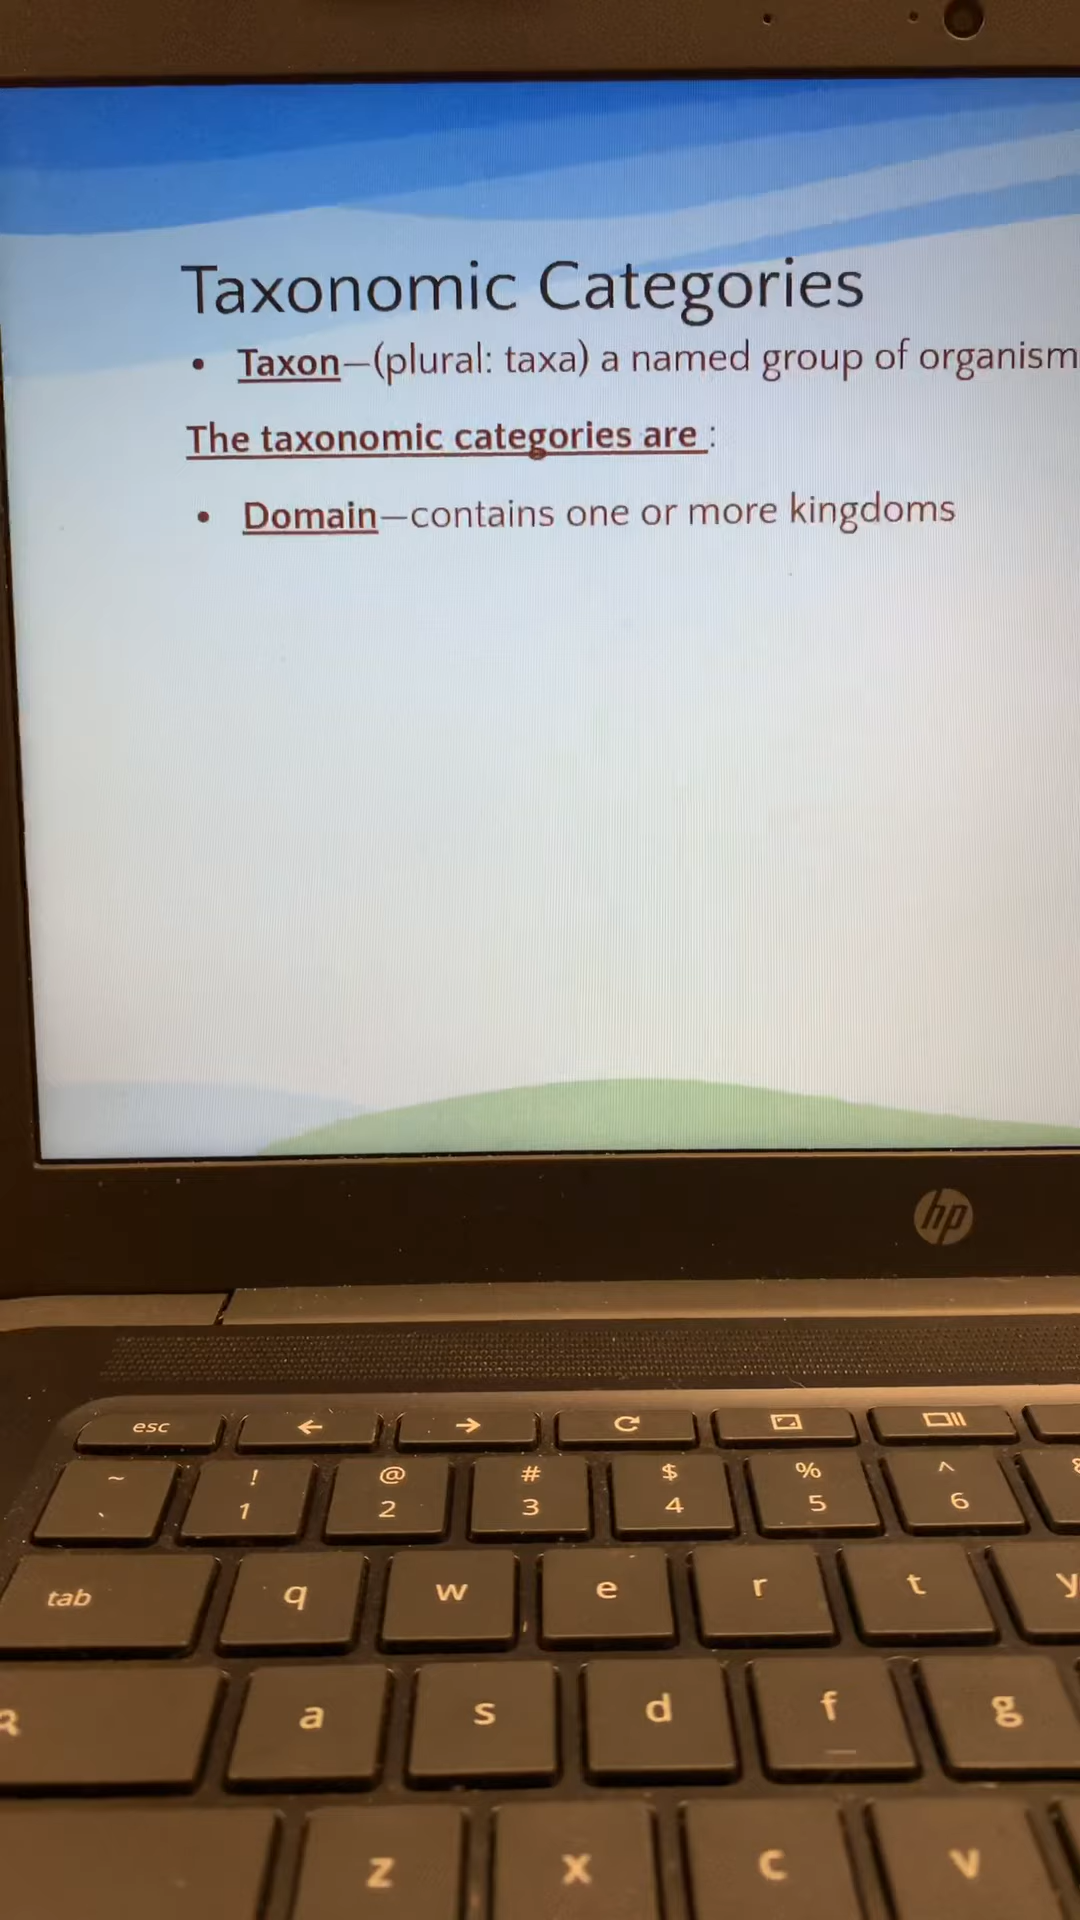 Taxonomic Categories
• Taxon—(plural: taxa) a named group of organism
The taxonomic categories are :
• Domain—contains one or more kingdoms
hp
esc
~ ! @ # $ % ^
` 1 2 3 4 5 6
tab q w e r t y
a s d f g
z x c v